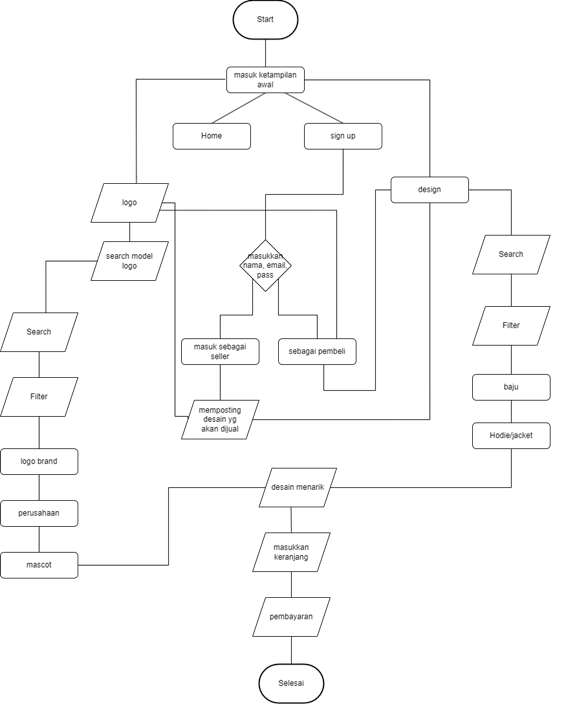 Start
masuk ketampilan
awal
Home
sign up
logo
design
search model
logo
masukkan
nama, email,
pass
Search
Search
Filter
masuk sebagai
seller
sebagai pembeli
Filter
baju
memposting
desain yg
akan dijual
Hodie/jacket
logo brand
desain menarik
perusahaan
masukkan
keranjang
mascot
pembayaran
Selesai